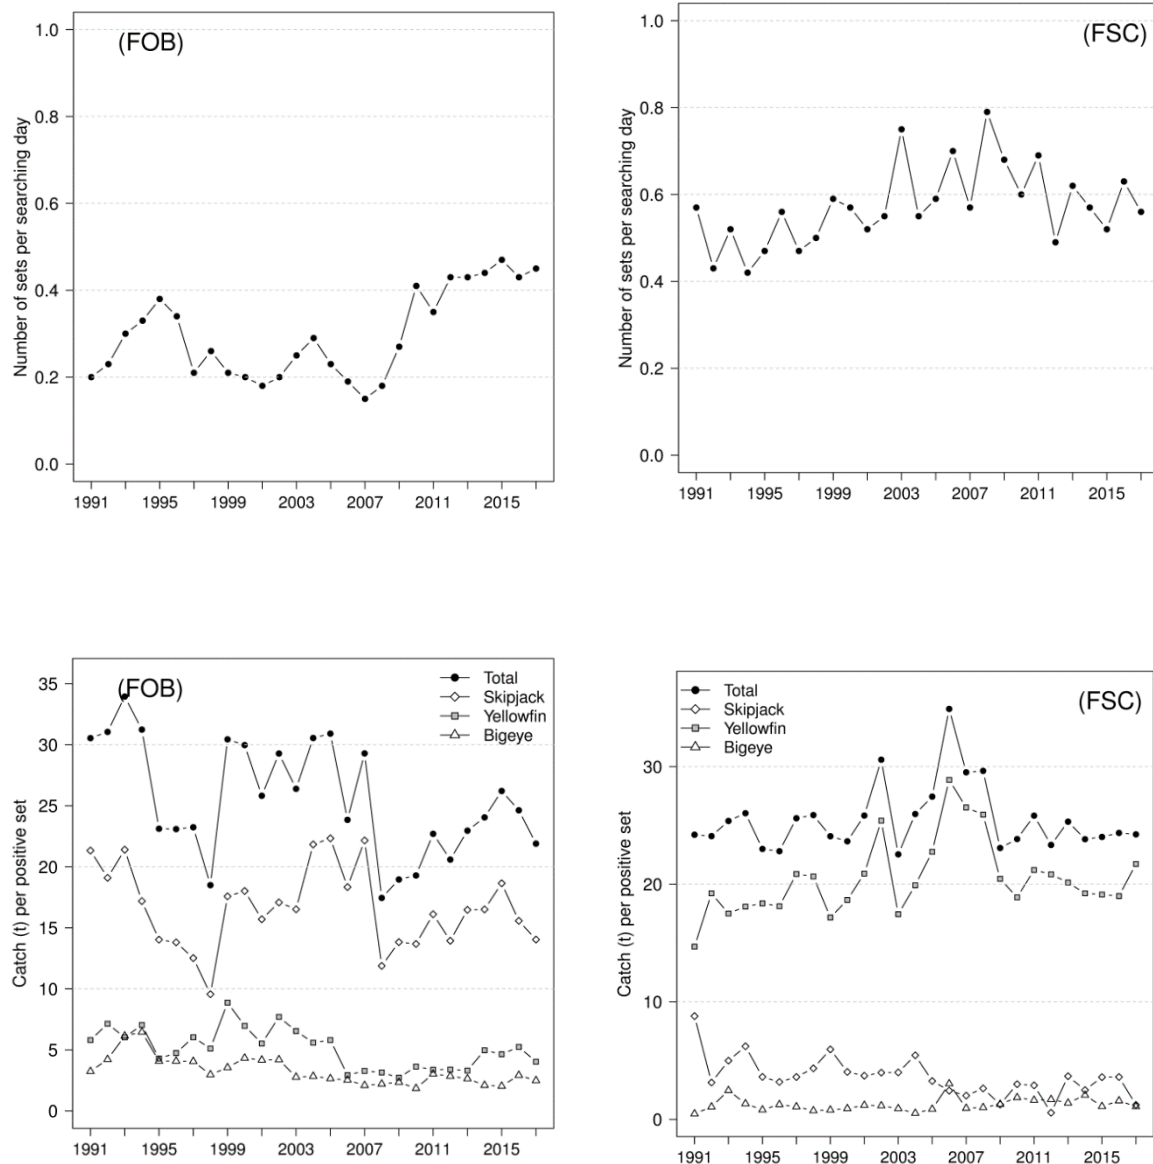 (FOB)
Number of sets per searching day
1.0
0.8
0.6
0.4
0.2
0.0
1991 1995 1999 2003 2007 2011 2015
(FSC)
Number of sets per searching day
1.0
0.8
0.6
0.4
0.2
0.0
1991 1995 1999 2003 2007 2011 2015
(FOB)
Total
Skipjack
Yellowfin
Bigeye
Catch (t) per positive set
35
30
25
20
15
10
5
0
1991 1995 1999 2003 2007 2011 2015
Total
Skipjack
Yellowfin
Bigeye
(FSC)
Catch (t) per positive set
30
20
10
0
1991 1995 1999 2003 2007 2011 2015